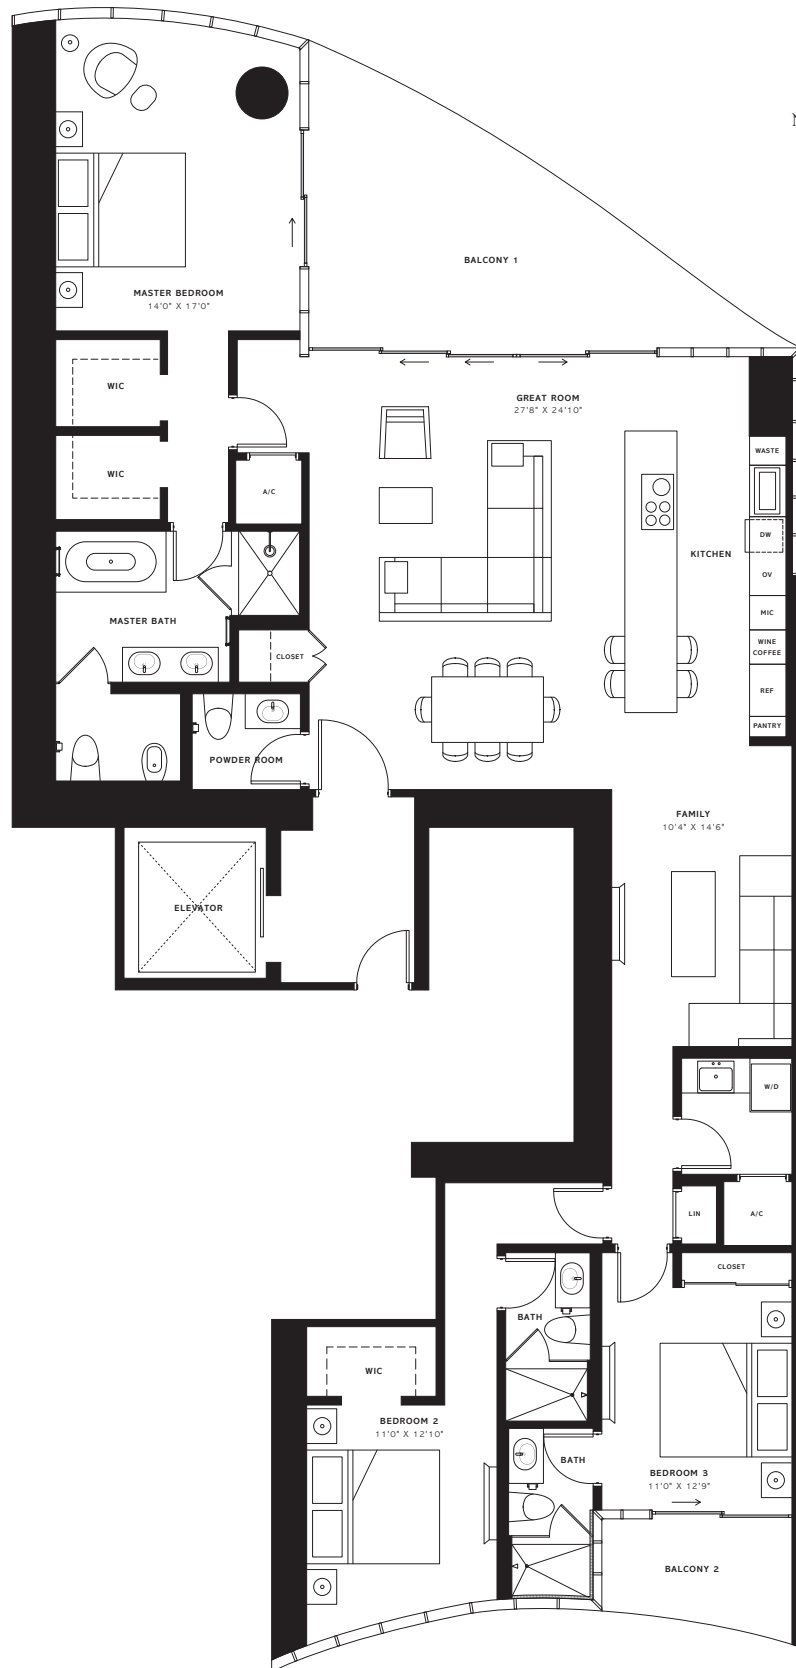 BALCONY 1
MASTER BEDROOM
14'0" X 17'0"
WIC
GREAT ROOM
27'8" X 24'10"
WASTE
WIC
A/C
DW
KITCHEN
OV
MIC
MASTER BATH
WINE
COFFEE
CLOSET
REF
PANTRY
POWDER ROOM
FAMILY
10'4" X 14'6"
ELEVATOR
W/D
LIN
A/C
CLOSET
BATH
WIC
BEDROOM 2
11'0" X 12'10"
BATH
BEDROOM 3
11'0" X 12'9"
BALCONY 2